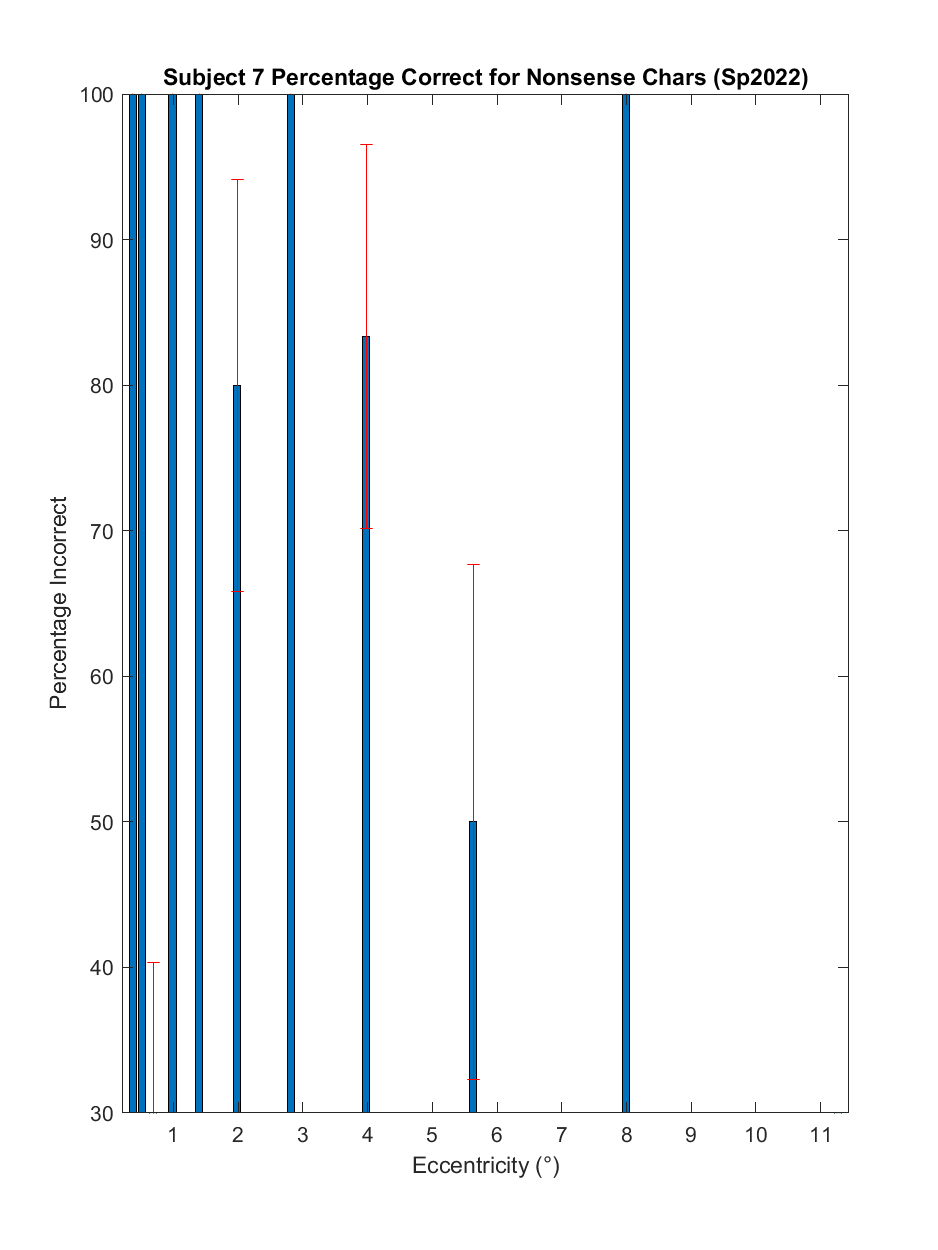 Subject 7 Percentage Correct for Nonsense Chars (Sp2022)
100
90
80
70
60
50
40
30
Percentage Incorrect
1 2 3 4 5 6 7 8 9 10 11
Eccentricity (°)